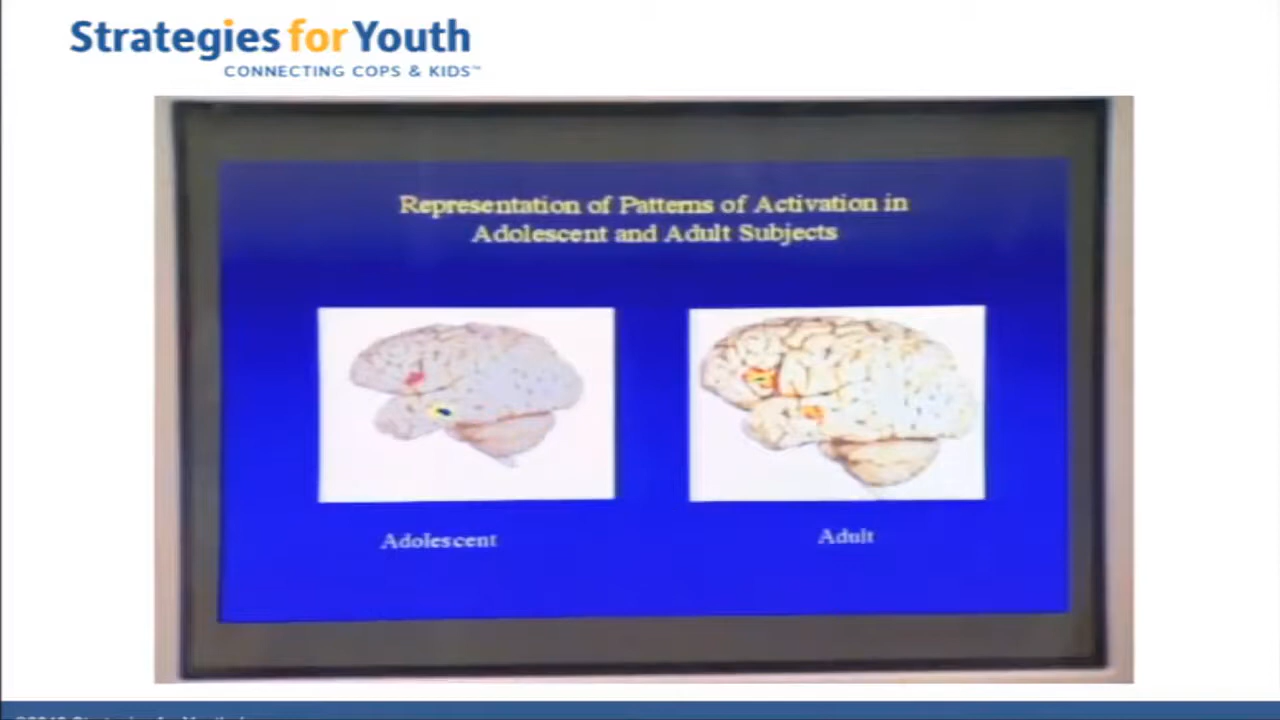 Strategies for Youth
CONNECTING COPS & KIDS™
Representation of Patterns of Activation in
Adolescent and Adult Subjects
Adolescent
Adult